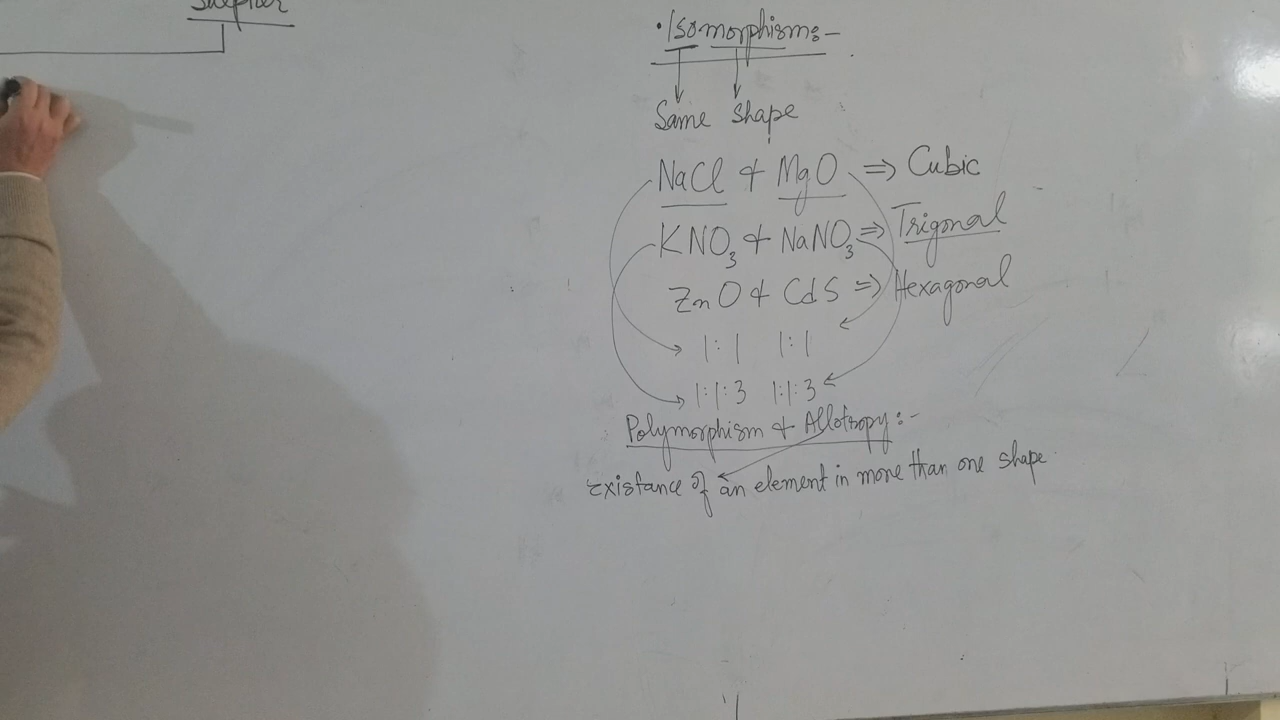 Sulpher
• Isomorphism:-
Same Shape
NaCl & MgO ⇒ Cubic
KNO₃ & NaNO₃ ⇒ Trigonal
ZnO & CdS ⇒ Hexagonal
1:1 1:1
1:1:3 1:1:3
Polymorphism & Allotropy:-
Existance of an element in more than one shape